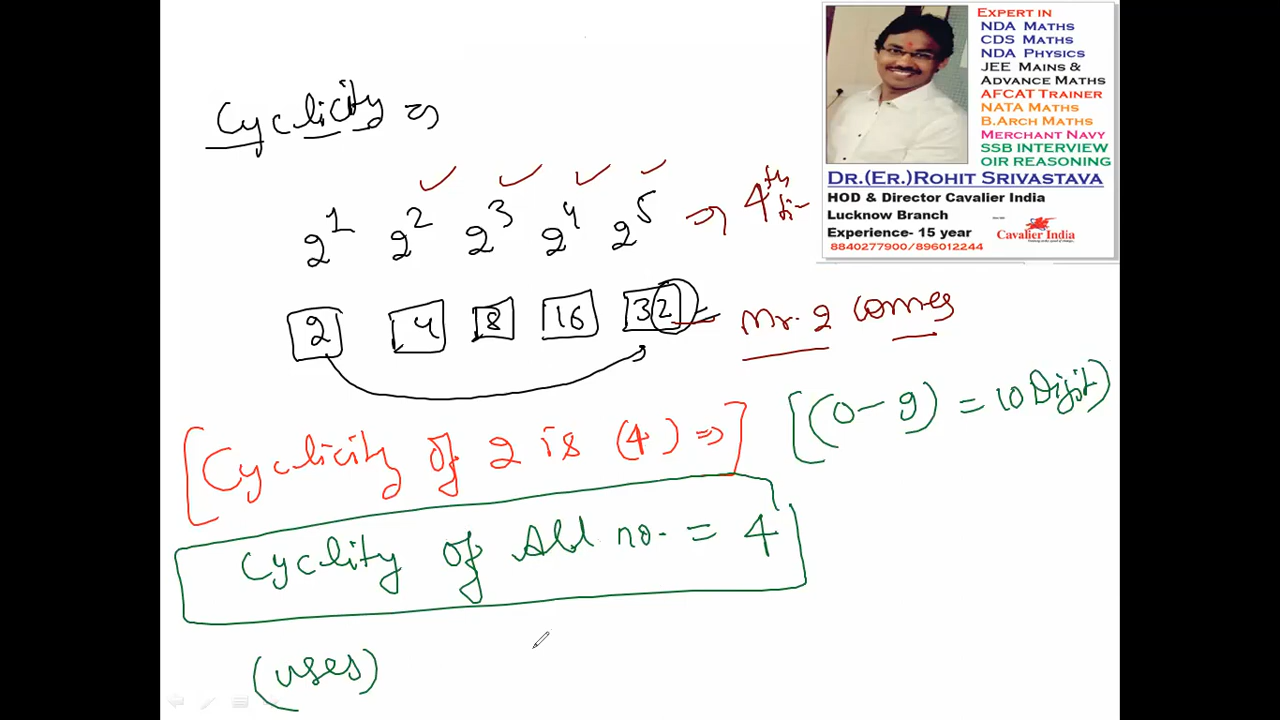 Cyclicity ⇒
2¹ 2² 2³ 2⁴ 2⁵ ⇒ 4th
2 4 8 16 32 Mr. 2 comes
[(0-9) = 10 Digit)
[Cyclicity of 2 is (4) ⇒]
Cyclity of All no. = 4
(uses)
EXPERT IN
NDA MATHS
CDS MATHS
NDA PHYSICS
JEE MAINS &
ADVANCE MATHS
AFCAT TRAINER
NATA MATHS
B.ARCH MATHS
MERCHANT NAVY
SSB INTERVIEW
OIR REASONING
DR.(ER.)ROHIT SRIVASTAVA
HOD & Director Cavalier India
Lucknow Branch
Experience- 15 year
8840277900/896012244
Cavalier India